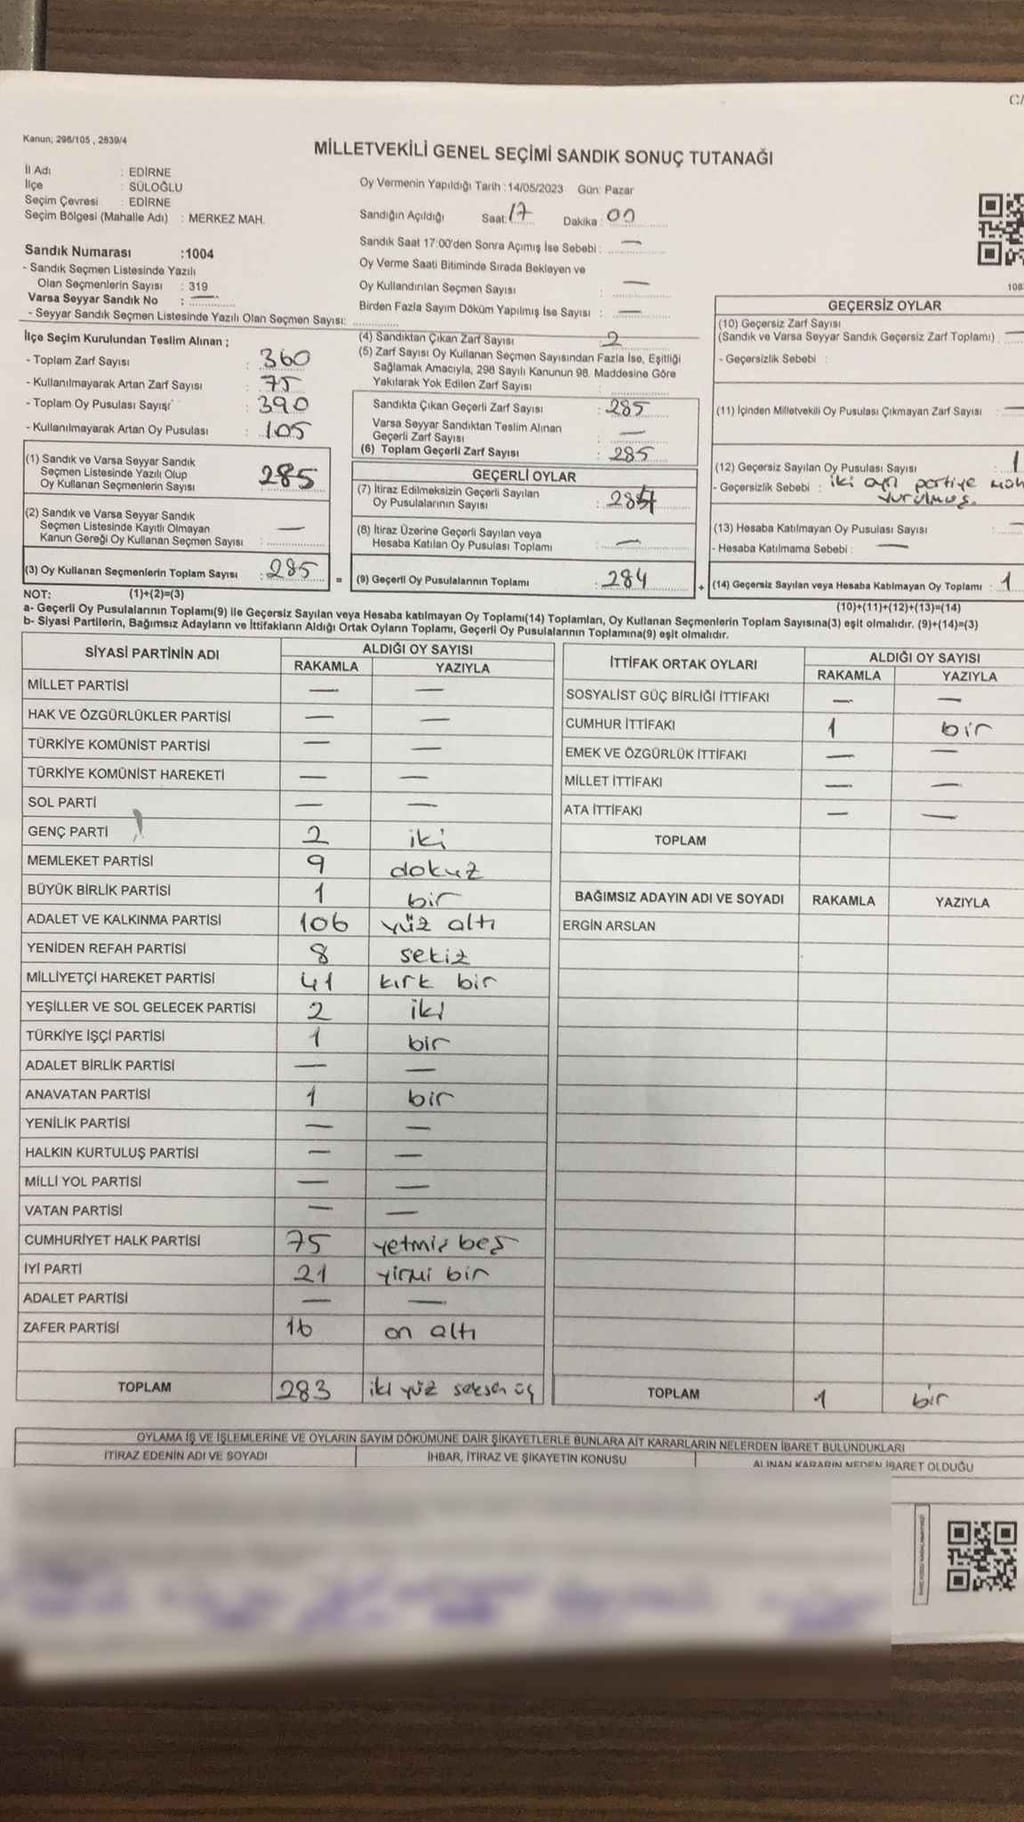 C/
Kanun; 298/105 , 2839/4
MİLLETVEKİLİ GENEL SEÇİMİ SANDIK SONUÇ TUTANAĞI
İl Adı : EDİRNE
İlçe : SÜLOĞLU
Seçim Çevresi : EDİRNE
Seçim Bölgesi (Mahalle Adı) : MERKEZ MAH.
Oy Vermenin Yapıldığı Tarih : 14/05/2023 Gün: Pazar
Sandığın Açıldığı Saat: 17 Dakika : 00
Sandık Saat 17:00'den Sonra Açımış İse Sebebi : —
Oy Verme Saati Bitiminde Sırada Bekleyen ve
Oy Kullandırılan Seçmen Sayısı : —
Birden Fazla Sayım Döküm Yapılmış İse Sayısı : —
Sandık Numarası :1004
- Sandık Seçmen Listesinde Yazılı
Olan Seçmenlerin Sayısı : 319
Varsa Seyyar Sandık No : —
- Seyyar Sandık Seçmen Listesinde Yazılı Olan Seçmen Sayısı:
İlçe Seçim Kurulundan Teslim Alınan ;
- Toplam Zarf Sayısı : 360
- Kullanılmayarak Artan Zarf Sayısı : 75
- Toplam Oy Pusulası Sayısı : 390
- Kullanılmayarak Artan Oy Pusulası : 105
(1) Sandık ve Varsa Seyyar Sandık
Seçmen Listesinde Yazılı Olup
Oy Kullanan Seçmenlerin Sayısı 285
(2) Sandık ve Varsa Seyyar Sandık
Seçmen Listesinde Kayıtlı Olmayan
Kanun Gereği Oy Kullanan Seçmen Sayısı : —
(3) Oy Kullanan Seçmenlerin Toplam Sayısı : 285
(4) Sandıktan Çıkan Zarf Sayısı
(5) Zarf Sayısı Oy Kullanan Seçmen Sayısından Fazla İse, Eşitliği
Sağlamak Amacıyla, 298 Sayılı Kanunun 98. Maddesine Göre
Yakılarak Yok Edilen Zarf Sayısı :
Sandıkta Çıkan Geçerli Zarf Sayısı : 285
Varsa Seyyar Sandıktan Teslim Alınan
Geçerli Zarf Sayısı : —
(6) Toplam Geçerli Zarf Sayısı : 285
GEÇERLİ OYLAR
(7) İtiraz Edilmeksizin Geçerli Sayılan
Oy Pusulasının Sayısı : 284
(8) İtiraz Üzerine Geçerli Sayılan veya
Hesaba Katılan Oy Pusulası Toplamı : —
= (9) Geçerli Oy Pusulalarının Toplamı : 284
108
GEÇERSİZ OYLAR
(10) Geçersiz Zarf Sayısı
(Sandık ve Varsa Seyyar Sandık Geçersiz Zarf Toplamı) —
- Geçersizlik Sebebi :
(11) İçinden Milletvekili Oy Pusulası Çıkmayan Zarf Sayısı : —
(12) Geçersiz Sayılan Oy Pusulası Sayısı : 1
- Geçersizlik Sebebi : iki ayrı partiye müh
vurulmuş.
(13) Hesaba Katılmayan Oy Pusulası Sayısı : —
- Hesaba Katılmama Sebebi : —
+ (14) Geçersiz Sayılan veya Hesaba Katılmayan Oy Toplamı : 1
NOT: (1)+(2)=(3)
(10)+(11)+(12)+(13)=(14)
a- Geçerli Oy Pusulalarının Toplamı(9) ile Geçersiz Sayılan veya Hesaba katılmayan Oy Toplamı(14) Toplamları, Oy Kullanan Seçmenlerin Toplam Sayısına(3) eşit olmalıdır. (9)+(14)=(3)
b- Siyasi Partilerin, Bağımsız Adayların ve İttifakların Aldığı Ortak Oyların Toplamı, Geçerli Oy Pusulalarının Toplamına(9) eşit olmalıdır.
SİYASİ PARTİNİN ADI ALDIĞI OY SAYISI
RAKAMLA YAZIYLA
MİLLET PARTİSİ — —
HAK VE ÖZGÜRLÜKLER PARTİSİ — —
TÜRKİYE KOMÜNİST PARTİSİ — —
TÜRKİYE KOMÜNİST HAREKETİ — —
SOL PARTİ — —
GENÇ PARTİ 2 iki
MEMLEKET PARTİSİ 9 dokuz
BÜYÜK BİRLİK PARTİSİ 1 bir
ADALET VE KALKINMA PARTİSİ 106 yüz altı
YENİDEN REFAH PARTİSİ 8 sekiz
MİLLİYETÇİ HAREKET PARTİSİ 41 kırk bir
YEŞİLLER VE SOL GELECEK PARTİSİ 2 iki
TÜRKİYE İŞÇİ PARTİSİ 1 bir
ADALET BİRLİK PARTİSİ — —
ANAVATAN PARTİSİ 1 bir
YENİLİK PARTİSİ — —
HALKIN KURTULUŞ PARTİSİ — —
MİLLİ YOL PARTİSİ — —
VATAN PARTİSİ — —
CUMHURİYET HALK PARTİSİ 75 yetmiş beş
İYİ PARTİ 21 yirmi bir
ADALET PARTİSİ — —
ZAFER PARTİSİ 16 on altı
TOPLAM 283 iki yüz seksen üç
İTTİFAK ORTAK OYLARI ALDIĞI OY SAYISI
RAKAMLA YAZIYLA
SOSYALİST GÜÇ BİRLİĞİ İTTİFAKI — —
CUMHUR İTTİFAKI 1 bir
EMEK VE ÖZGÜRLÜK İTTİFAKI — —
MİLLET İTTİFAKI — —
ATA İTTİFAKI — —
TOPLAM
BAĞIMSIZ ADAYIN ADI VE SOYADI RAKAMLA YAZIYLA
ERGİN ARSLAN
TOPLAM 1 bir
OYLAMA İŞ VE İŞLEMLERİNE VE OYLARIN SAYIM DÖKÜMÜNE DAİR ŞİKAYETLERLE BUNLARA AİT KARARLARIN NELERDEN İBARET BULUNDUKLARI
İTİRAZ EDENİN ADI VE SOYADI İHBAR, İTİRAZ VE ŞİKAYETİN KONUSU ALINAN KARARIN NEDEN İBARET OLDUĞU